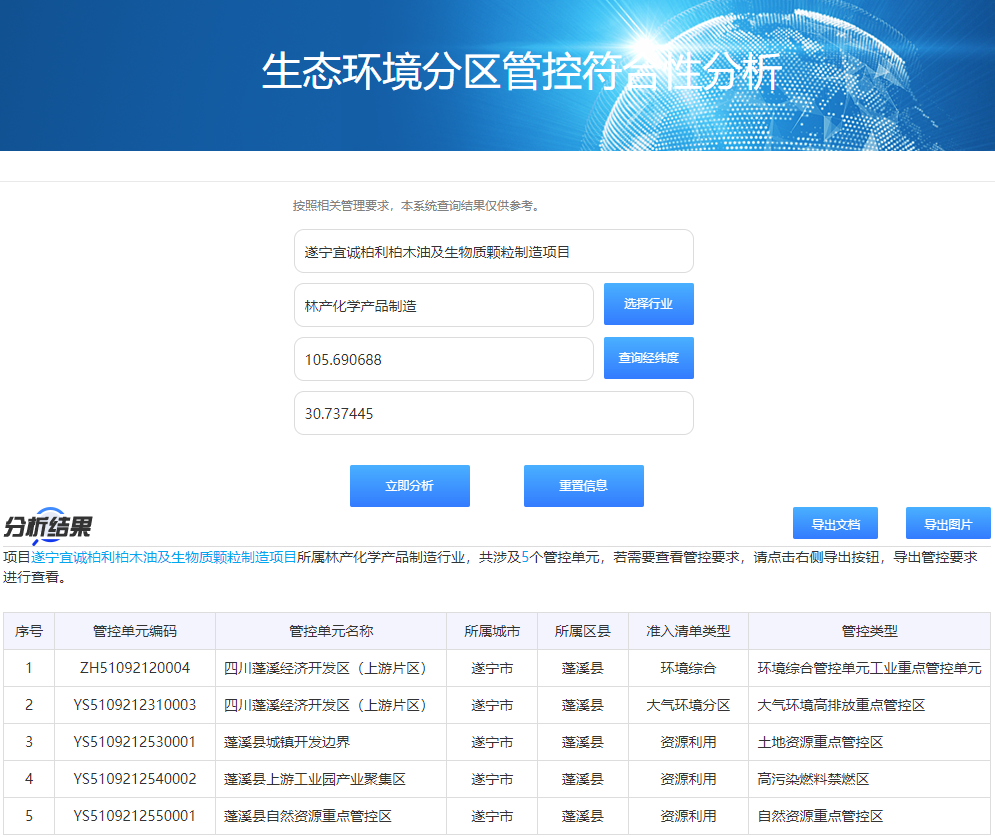 生态环境分区管控符合性分析
按照相关管理要求，本系统查询结果仅供参考。
遂宁宜诚柏利柏木油及生物质颗粒制造项目
林产化学产品制造 选择行业
105.690688 查询经纬度
30.737445
立即分析 重置信息
分析结果 导出文档 导出图片
项目遂宁宜诚柏利柏木油及生物质颗粒制造项目所属林产化学产品制造行业，共涉及5个管控单元，若需要查看管控要求，请点击右侧导出按钮，导出管控要求
进行查看。
序号 管控单元编码 管控单元名称 所属城市 所属区县 准入清单类型 管控类型
1 ZH51092120004 四川蓬溪经济开发区（上游片区） 遂宁市 蓬溪县 环境综合 环境综合管控单元工业重点管控单元
2 YS5109212310003 四川蓬溪经济开发区（上游片区） 遂宁市 蓬溪县 大气环境分区 大气环境高排放重点管控区
3 YS5109212530001 蓬溪县城镇开发边界 遂宁市 蓬溪县 资源利用 土地资源重点管控区
4 YS5109212540002 蓬溪县上游工业园产业聚集区 遂宁市 蓬溪县 资源利用 高污染燃料禁燃区
5 YS5109212550001 蓬溪县自然资源重点管控区 遂宁市 蓬溪县 资源利用 自然资源重点管控区